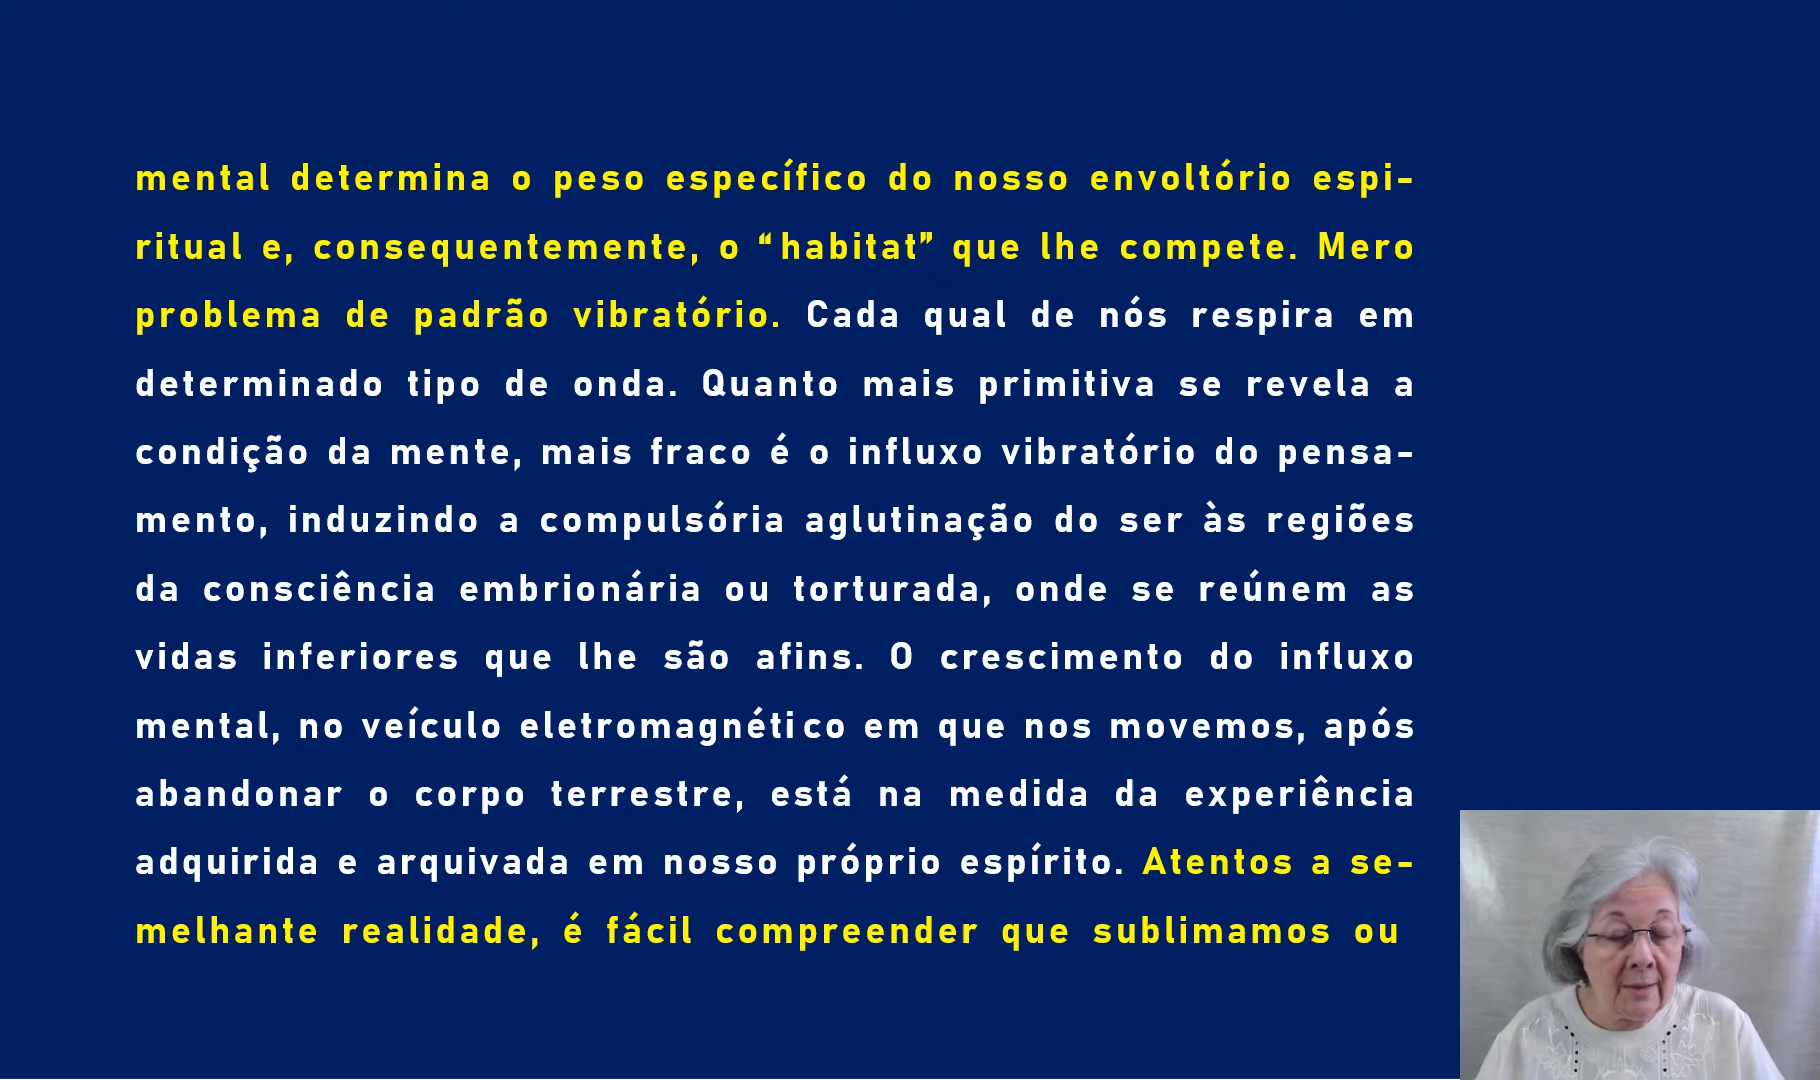 mental determina o peso específico do nosso envoltório espi-
ritual e, consequentemente, o “habitat” que lhe compete. Mero
problema de padrão vibratório. Cada qual de nós respira em
determinado tipo de onda. Quanto mais primitiva se revela a
condição da mente, mais fraco é o influxo vibratório do pensa-
mento, induzindo a compulsória aglutinação do ser às regiões
da consciência embrionária ou torturada, onde se reúnem as
vidas inferiores que lhe são afins. O crescimento do influxo
mental, no veículo eletromagnético em que nos movemos, após
abandonar o corpo terrestre, está na medida da experiência
adquirida e arquivada em nosso próprio espírito. Atentos a se-
melhante realidade, é fácil compreender que sublimamos ou